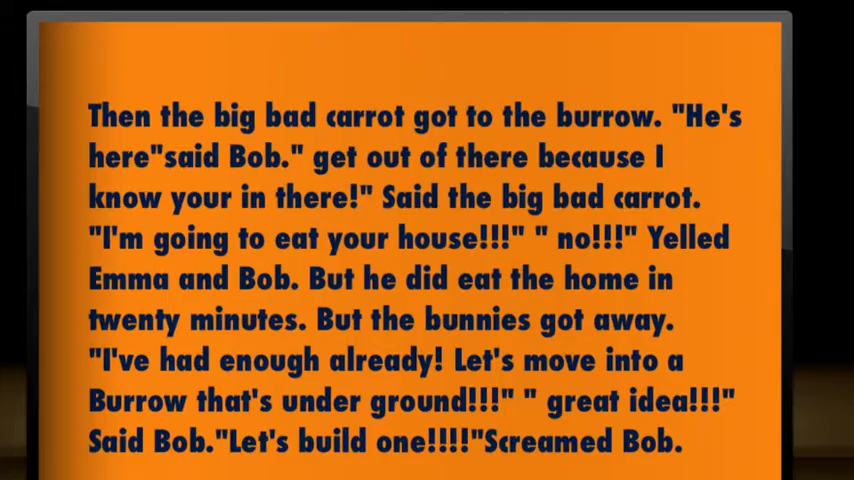 Then the big bad carrot got to the burrow. "He's
here"said Bob." get out of there because I
know your in there!" Said the big bad carrot.
"I'm going to eat your house!!!" " no!!!" Yelled
Emma and Bob. But he did eat the home in
twenty minutes. But the bunnies got away.
"I've had enough already! Let's move into a
Burrow that's under ground!!!" " great idea!!!"
Said Bob."Let's build one!!!!"Screamed Bob.